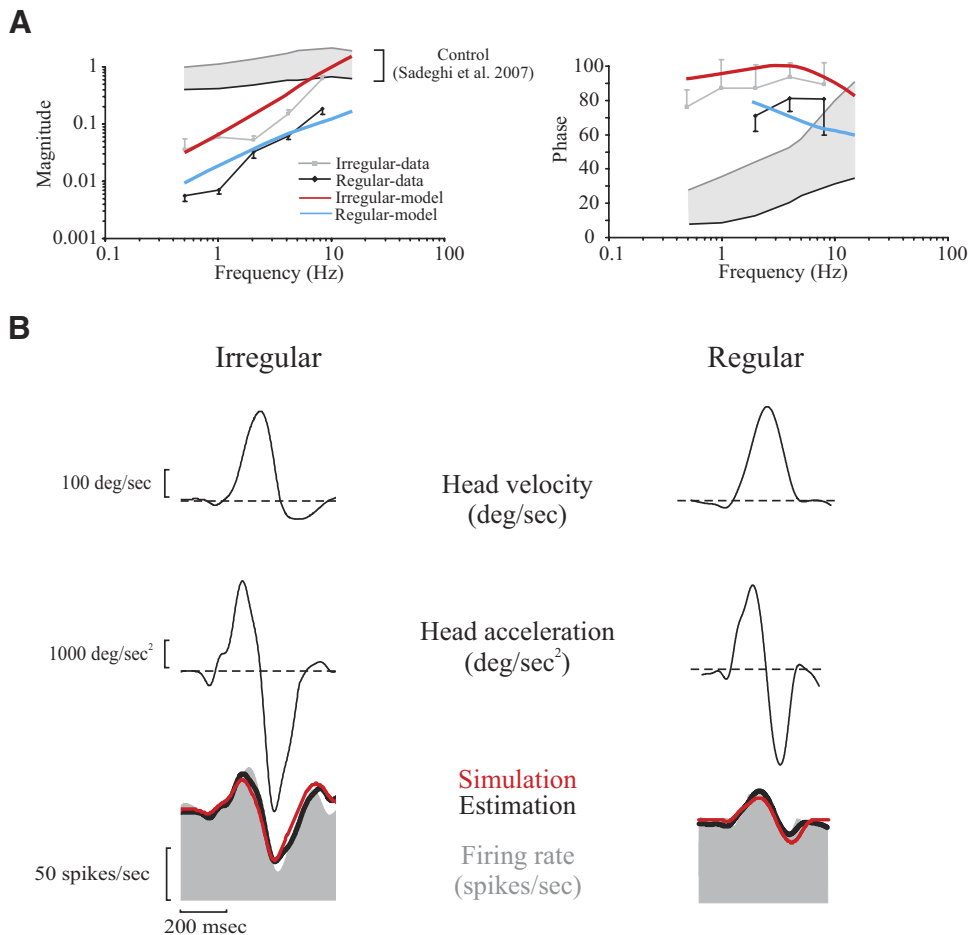 A
Magnitude
1
0.1
0.01
0.001
0.1
1
10
100
Frequency (Hz)
Control
(Sadeghi et al. 2007)
Irregular-data
Regular-data
Irregular-model
Regular-model
Phase
100
80
60
40
20
0
0.1
1
10
100
Frequency (Hz)
B
Irregular
Regular
100 deg/sec
Head velocity
(deg/sec)
1000 deg/sec²
Head acceleration
(deg/sec²)
Simulation
Estimation
Firing rate
(spikes/sec)
50 spikes/sec
200 msec